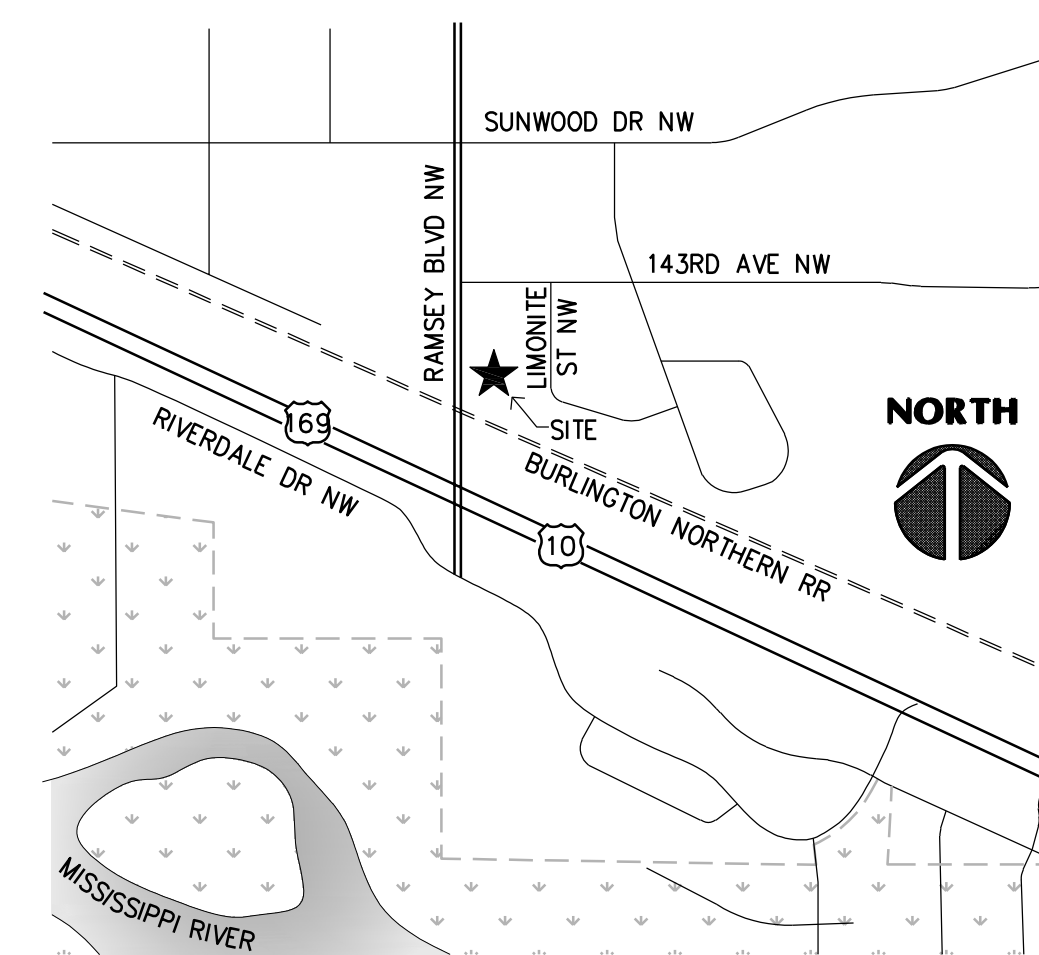 SUNWOOD DR NW
RAMSEY BLVD NW
143RD AVE NW
LIMONITE
ST NW
NORTH
169
SITE
RIVERDALE DR NW
BURLINGTON NORTHERN RR
10
MISSISSIPPI RIVER